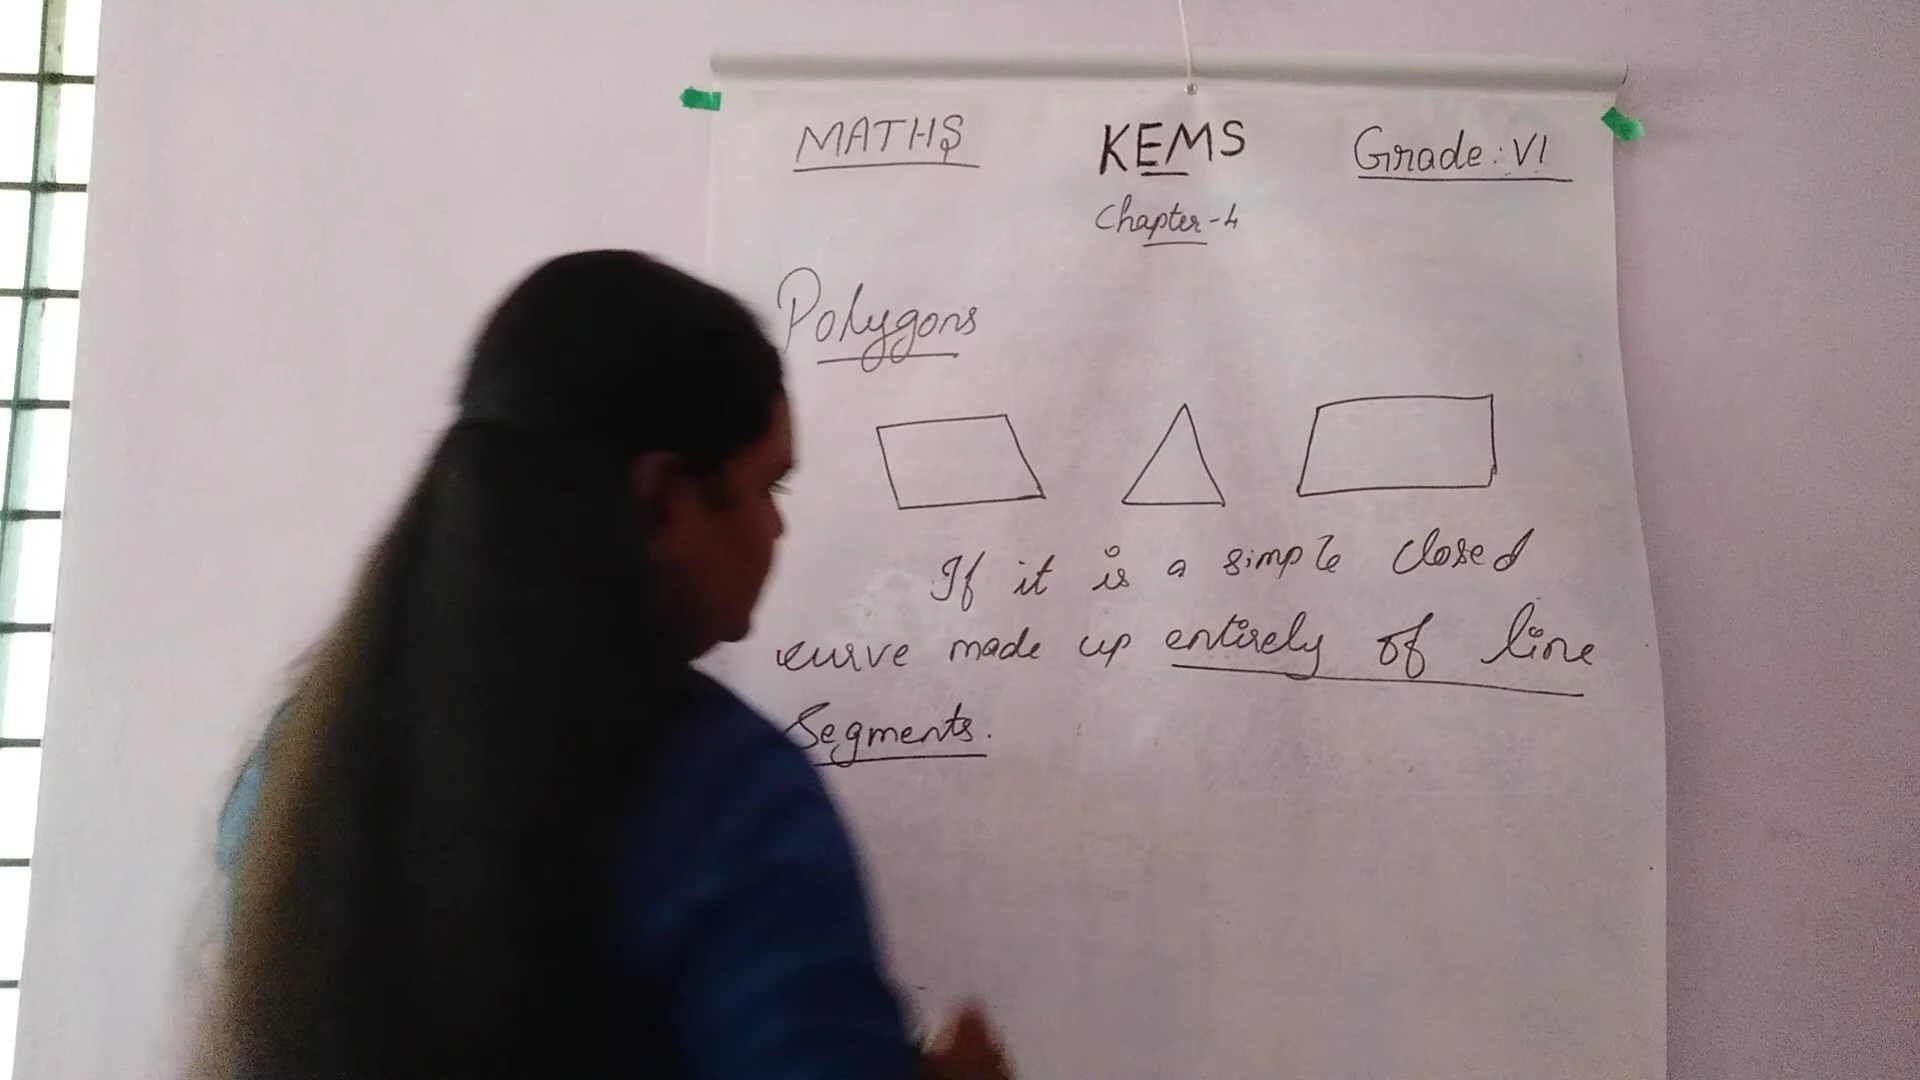 MATHS KEMS Grade: VI
Chapter-4
Polygons
If it is a simple closed
curve made up entirely of line
Segments.